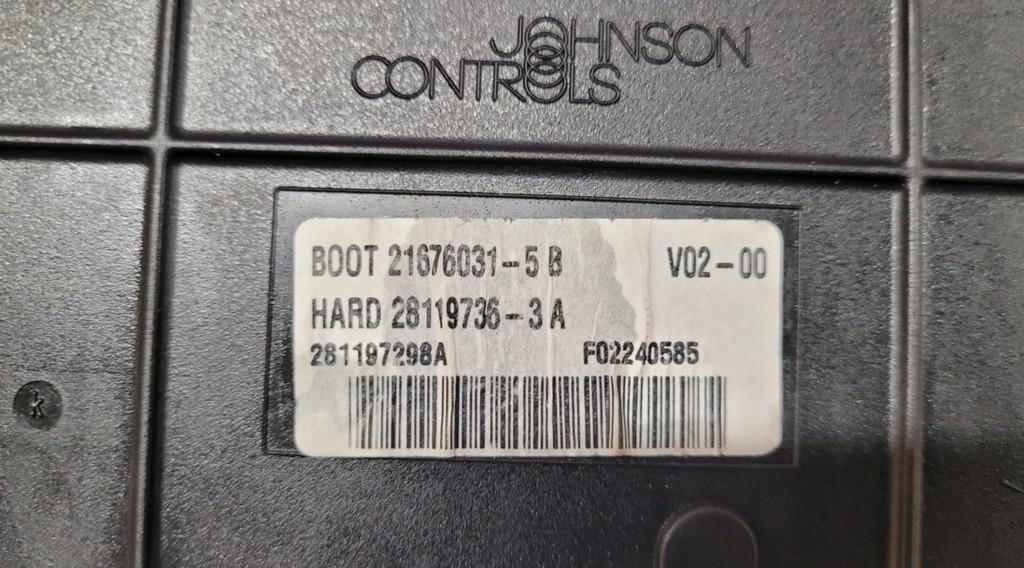 JOHNSON
CONTROLS
BOOT 21676031-5 B V02-00
HARD 28119736-3 A
281197298A F02240585
k